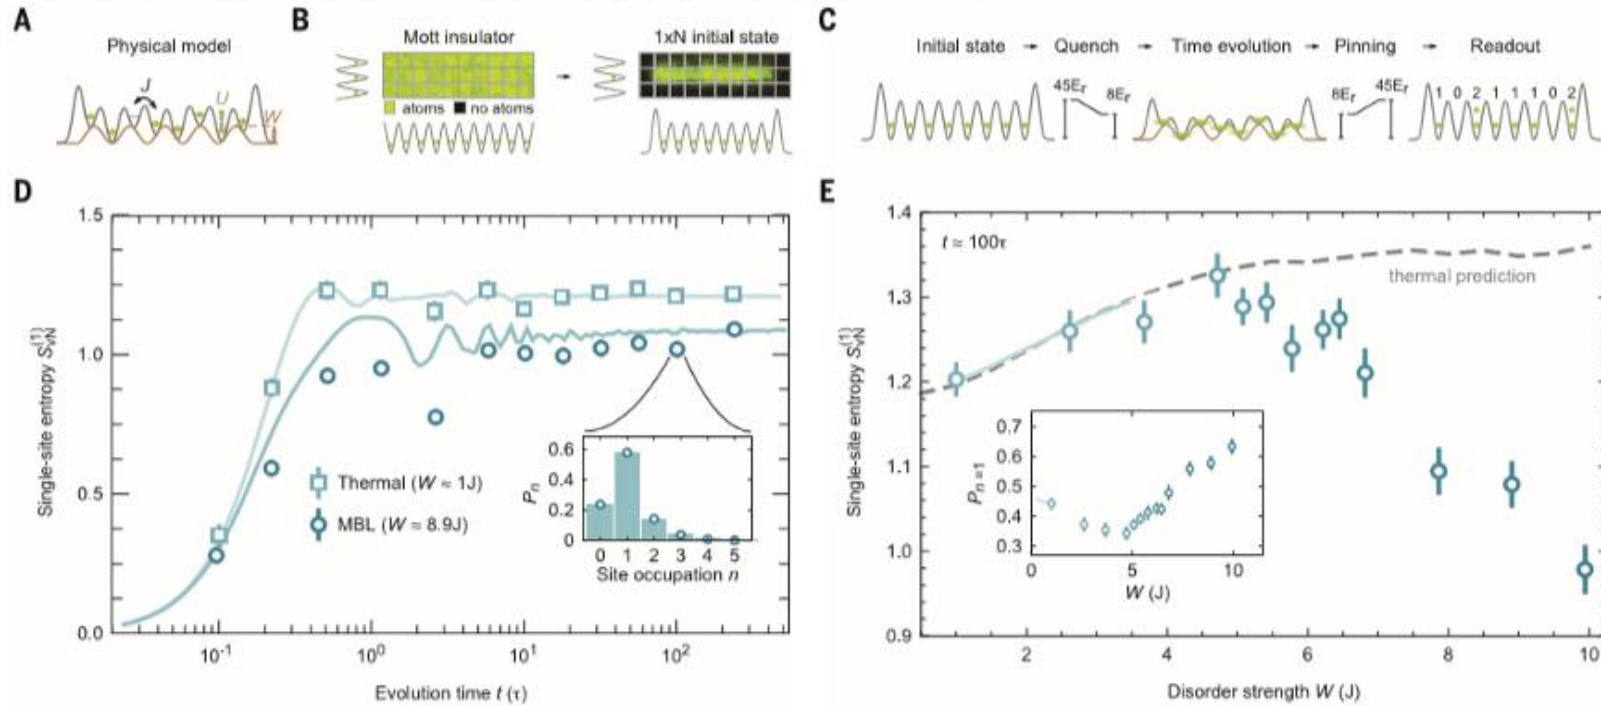 A
Physical model
J
U
W
B
Mott insulator
1xN initial state
atoms
no atoms
C
Initial state
Quench
Time evolution
Pinning
Readout
45Er
8Er
8Er
45Er
1 0 2 1 1 1 0 2
D
Single-site entropy S_vN^(1)
1.5
1.0
0.5
0.0
Thermal (W ≈ 1J)
MBL (W ≈ 8.9J)
Pn
0.6
0.4
0.2
0
0 1 2 3 4 5
Site occupation n
10⁻¹ 10⁰ 10¹ 10²
Evolution time t (τ)
E
Single-site entropy S_vN^(1)
1.4
1.3
1.2
1.1
1.0
0.9
t ≈ 100τ
thermal prediction
Pn=1
0.7
0.6
0.5
0.4
0.3
0 5 10
W (J)
2 4 6 8 10
Disorder strength W (J)